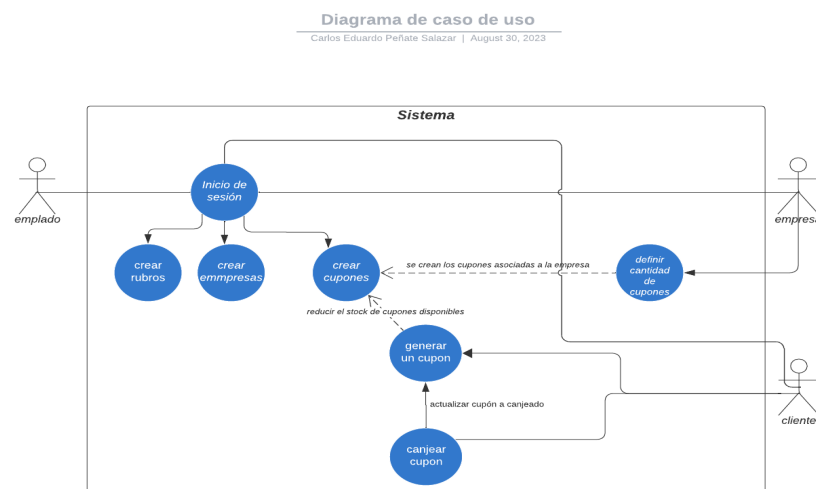 Diagrama de caso de uso
Carlos Eduardo Peñate Salazar | August 30, 2023
Sistema
Inicio de
sesión
emplado
empresa
crear
rubros
crear
emmpresas
crear
cupones
se crean los cupones asociadas a la empresa
definir
cantidad
de
cupones
reducir el stock de cupones disponibles
generar
un cupon
actualizar cupón a canjeado
cliente
canjear
cupon